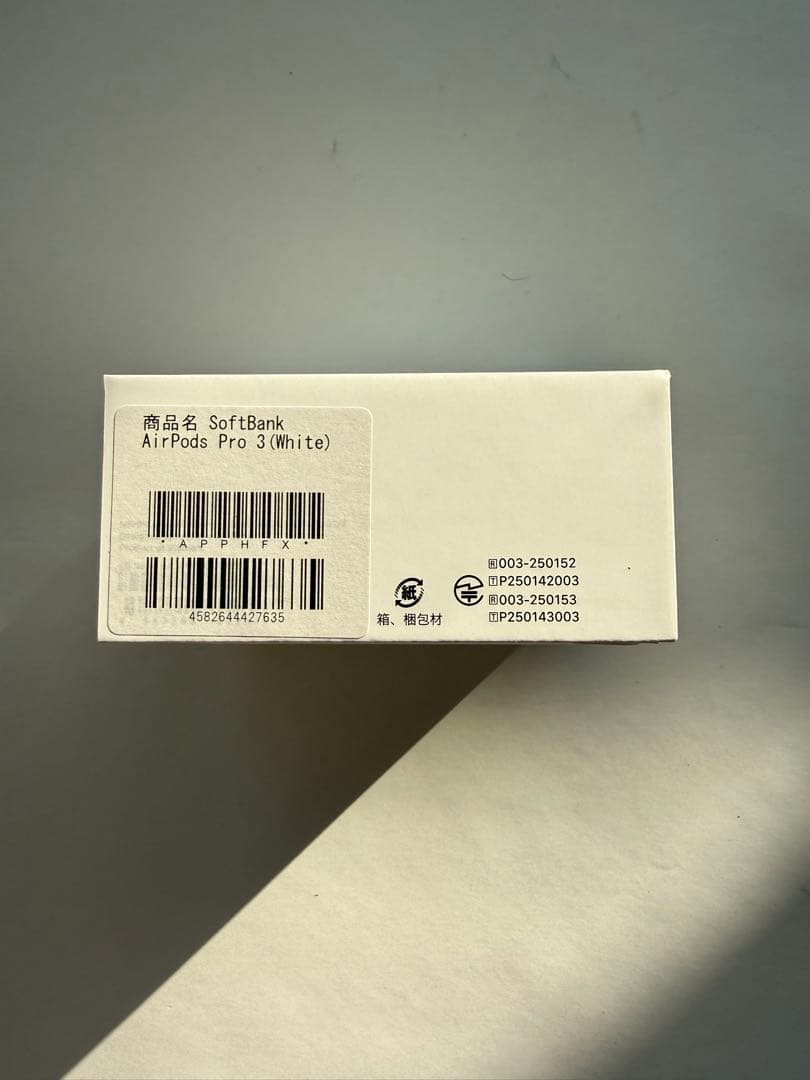 商品名 SoftBank
AirPods Pro 3(White)
*APPHFX*
4582644427635
紙
箱、梱包材
R003-250152
TP250142003
R003-250153
TP250143003